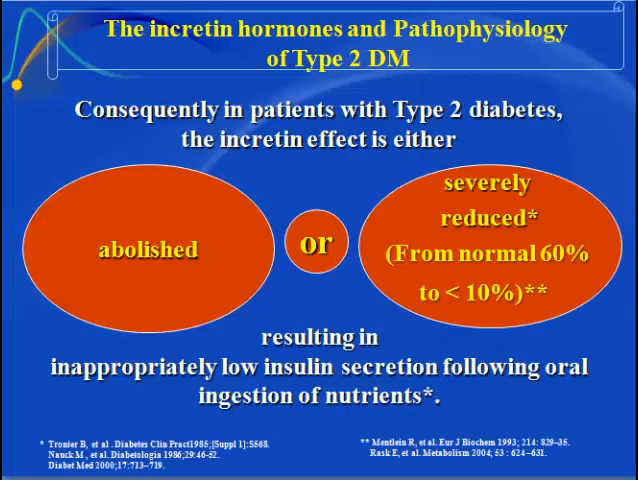 The incretin hormones and Pathophysiology
of Type 2 DM
Consequently in patients with Type 2 diabetes,
the incretin effect is either
abolished
or
severely
reduced*
(From normal 60%
to < 10%)**
resulting in
inappropriately low insulin secretion following oral
ingestion of nutrients*.
* Tronier B, et al . Diabetes Clin Pract1985;[Suppl 1]:S568.
Nauck M , et al. Diabetologia 1986;29:46-52.
Diabet Med 2000;17:713–719.
** Mentlein R, et al. Eur J Biochem 1993; 214: 829–35.
Rask E, et al. Metabolism 2004; 53 : 624 –631.